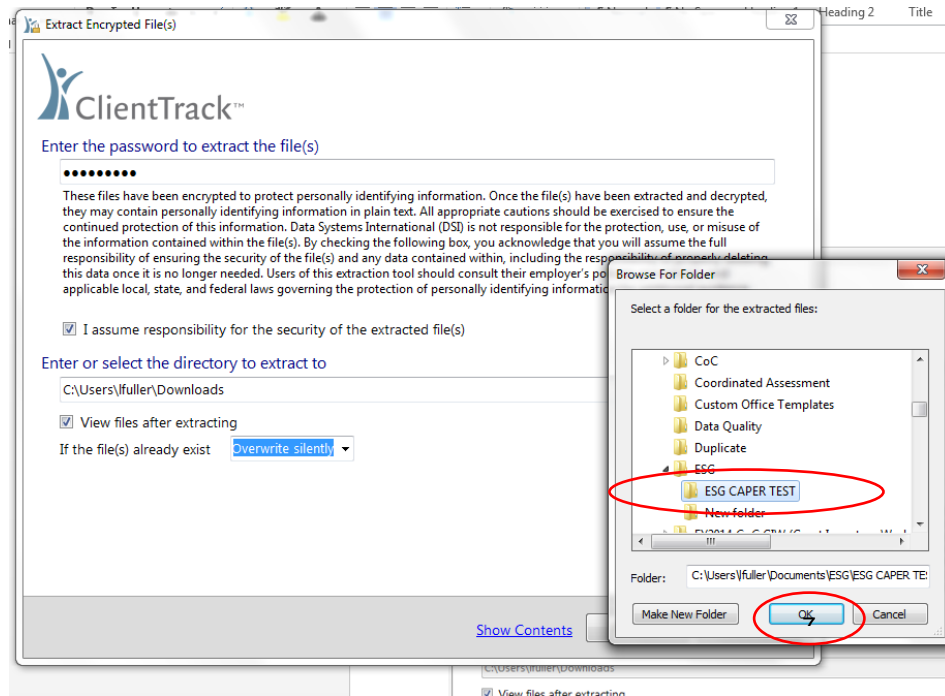 Heading 2 Title
Extract Encrypted File(s)
ClientTrack™
Enter the password to extract the file(s)
•••••••••
These files have been encrypted to protect personally identifying information. Once the file(s) have been extracted and decrypted,
they may contain personally identifying information in plain text. All appropriate cautions should be exercised to ensure the
continued protection of this information. Data Systems International (DSI) is not responsible for the protection, use, or misuse of
the information contained within the file(s). By checking the following box, you acknowledge that you will assume the full
responsibility of ensuring the security of the file(s) and any data contained within, including the responsibility of properly deleting
this data once it is no longer needed. Users of this extraction tool should consult their employer's
applicable local, state, and federal laws governing the protection of personally identifying
I assume responsibility for the security of the extracted file(s)
Enter or select the directory to extract to
C:\Users\lfuller\Downloads
View files after extracting
If the file(s) already exist Overwrite silently
Show Contents
Browse For Folder
Select a folder for the extracted files:
CoC
Coordinated Assessment
Custom Office Templates
Data Quality
Duplicate
ESG
ESG CAPER TEST
New folder
Folder: C:\Users\lfuller\Documents\ESG\ESG CAPER TE
Make New Folder OK Cancel
C:\Users\lfuller\Downloads
View files after extracting